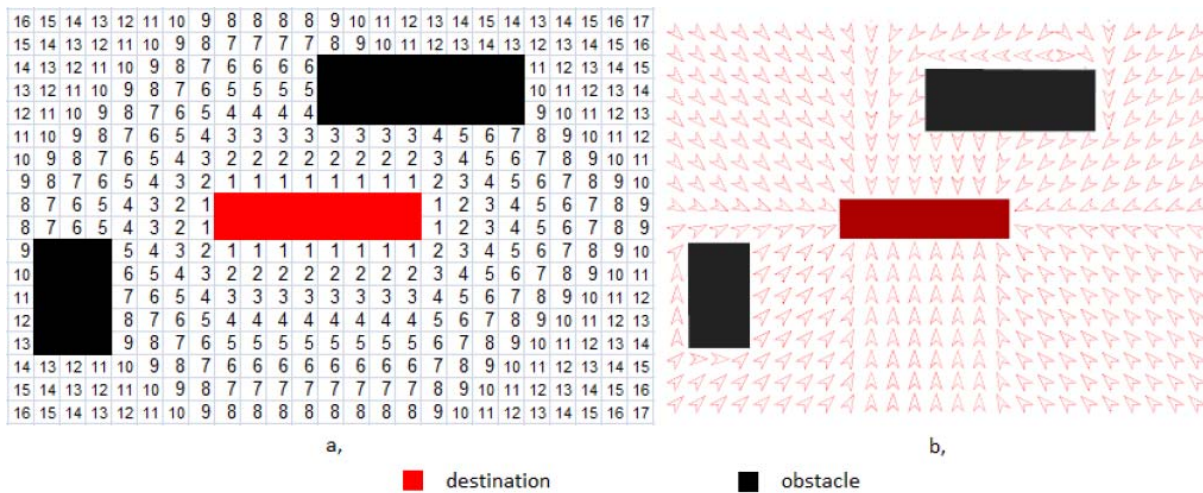 16 15 14 13 12 11 10 9 8 8 8 8 9 10 11 12 13 14 15 14 13 14 15 16 17
15 14 13 12 11 10 9 8 7 7 7 7 8 9 10 11 12 13 14 13 12 13 14 15 16
14 13 12 11 10 9 8 7 6 6 6 6 11 12 13 14 15
13 12 11 10 9 8 7 6 5 5 5 5 10 11 12 13 14
12 11 10 9 8 7 6 5 4 4 4 4 9 10 11 12 13
11 10 9 8 7 6 5 4 3 3 3 3 3 3 3 3 4 5 6 7 8 9 10 11 12
10 9 8 7 6 5 4 3 2 2 2 2 2 2 2 2 3 4 5 6 7 8 9 10 11
9 8 7 6 5 4 3 2 1 1 1 1 1 1 1 1 2 3 4 5 6 7 8 9 10
8 7 6 5 4 3 2 1 1 2 3 4 5 6 7 8 9
8 7 6 5 4 3 2 1 1 2 3 4 5 6 7 8 9
9 5 4 3 2 1 1 1 1 1 1 1 1 2 3 4 5 6 7 8 9 10
10 6 5 4 3 2 2 2 2 2 2 2 2 3 4 5 6 7 8 9 10 11
11 7 6 5 4 3 3 3 3 3 3 3 3 4 5 6 7 8 9 10 11 12
12 8 7 6 5 4 4 4 4 4 4 4 4 5 6 7 8 9 10 11 12 13
13 9 8 7 6 5 5 5 5 5 5 5 5 6 7 8 9 10 11 12 13 14
14 13 12 11 10 9 8 7 6 6 6 6 6 6 6 6 7 8 9 10 11 12 13 14 15
15 14 13 12 11 10 9 8 7 7 7 7 7 7 7 7 8 9 10 11 12 13 14 15 16
16 15 14 13 12 11 10 9 8 8 8 8 8 8 8 8 9 10 11 12 13 14 15 16 17
a,
b,
destination
obstacle